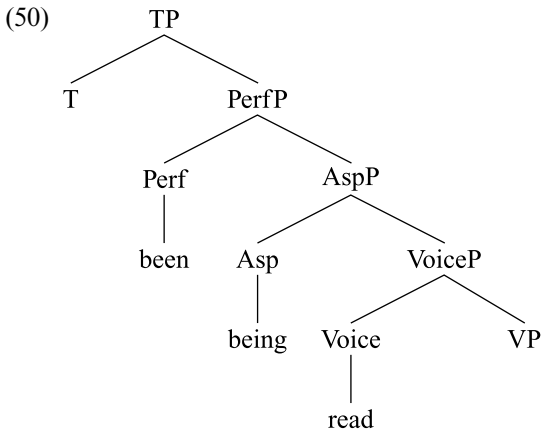 (50) TP
T PerfP
Perf AspP
been Asp VoiceP
being Voice VP
read